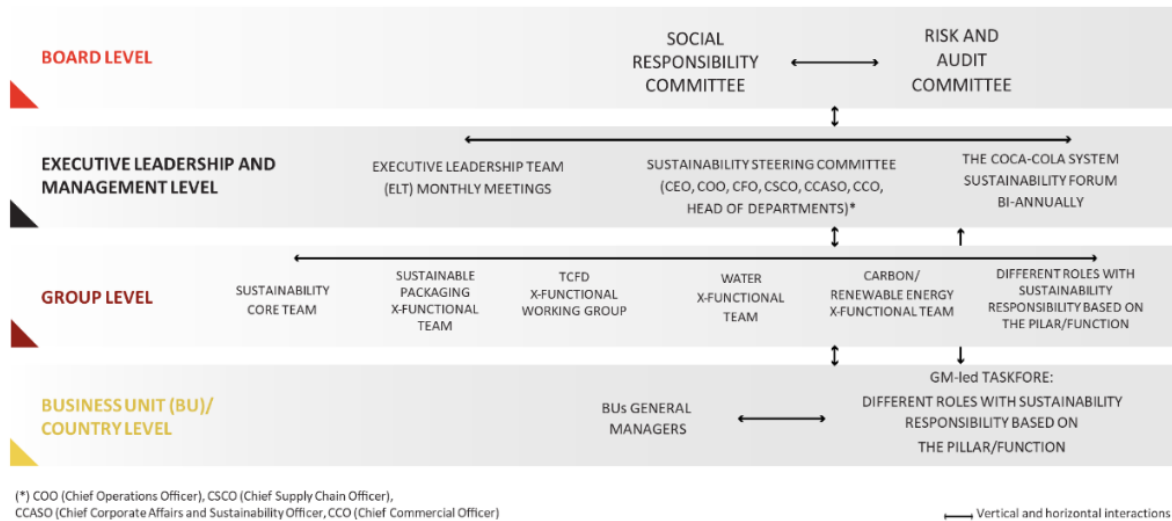 BOARD LEVEL
SOCIAL
RESPONSIBILITY
COMMITTEE
RISK AND
AUDIT
COMMITTEE
EXECUTIVE LEADERSHIP AND
MANAGEMENT LEVEL
EXECUTIVE LEADERSHIP TEAM
(ELT) MONTHLY MEETINGS
SUSTAINABILITY STEERING COMMITTEE
(CEO, COO, CFO, CSCO, CCASO, CCO,
HEAD OF DEPARTMENTS)*
THE COCA-COLA SYSTEM
SUSTAINABILITY FORUM
BI-ANNUALLY
GROUP LEVEL
SUSTAINABILITY
CORE TEAM
SUSTAINABLE
PACKAGING
X-FUNCTIONAL
TEAM
TCFD
X-FUNCTIONAL
WORKING GROUP
WATER
X-FUNCTIONAL
TEAM
CARBON/
RENEWABLE ENERGY
X-FUNCTIONAL TEAM
DIFFERENT ROLES WITH
SUSTAINABILITY
RESPONSIBILITY BASED ON
THE PILAR/FUNCTION
BUSINESS UNIT (BU)/
COUNTRY LEVEL
BUs GENERAL
MANAGERS
GM-led TASKFORE:
DIFFERENT ROLES WITH SUSTAINABILITY
RESPONSIBILITY BASED ON
THE PILLAR/FUNCTION
(*) COO (Chief Operations Officer), CSCO (Chief Supply Chain Officer),
CCASO (Chief Corporate Affairs and Sustainability Officer, CCO (Chief Commercial Officer)
Vertical and horizontal interactions